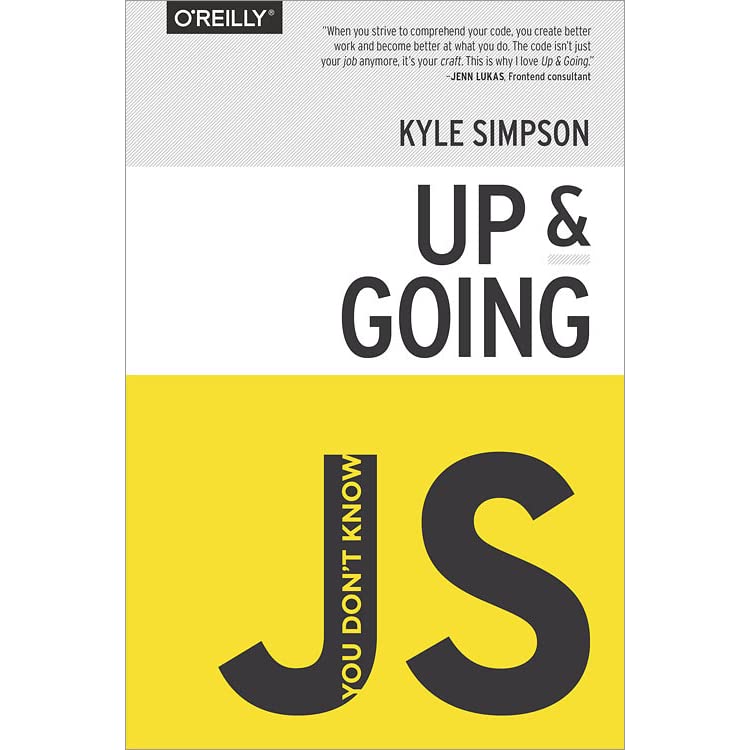 O'REILLY®
"When you strive to comprehend your code, you create better
work and become better at what you do. The code isn't just
your job anymore, it's your craft. This is why I love Up & Going."
–JENN LUKAS, Frontend consultant
KYLE SIMPSON
UP &
GOING
YOU DON'T KNOW
JS